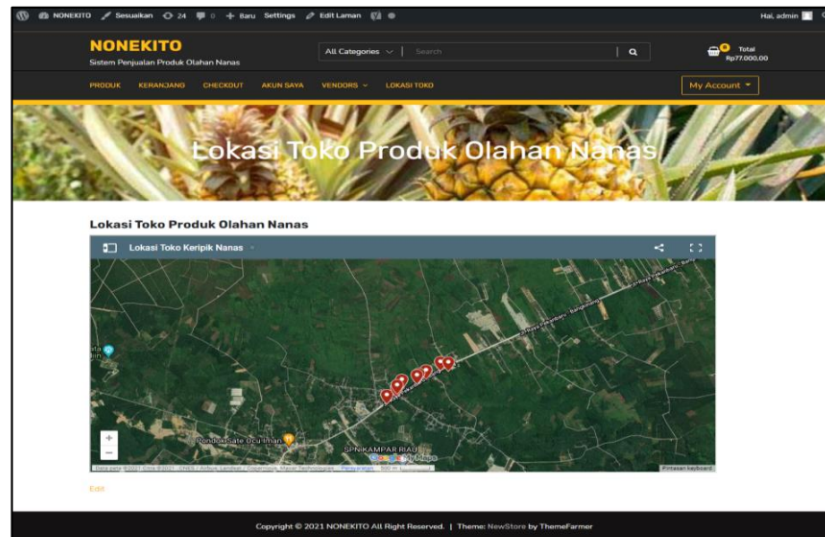 NONEKITO Sesuaikan 24 0 + Baru Settings Edit Laman Hai, admin
NONEKITO
Sistem Penjualan Produk Olahan Nanas
All Categories | Search |
0 Total
Rp77.000,00
PRODUK KERANJANG CHECKOUT AKUN SAYA VENDORS LOKASI TOKO My Account
Lokasi Toko Produk Olahan Nanas
Lokasi Toko Produk Olahan Nanas
Lokasi Toko Keripik Nanas
Pondok Sate Ocu Iman
SPN KAMPAR RIAU
Google My Maps
Persyaratan
Pintasan keyboard
Edit
Copyright © 2021 NONEKITO All Right Reserved. | Theme: NewStore by ThemeFarmer